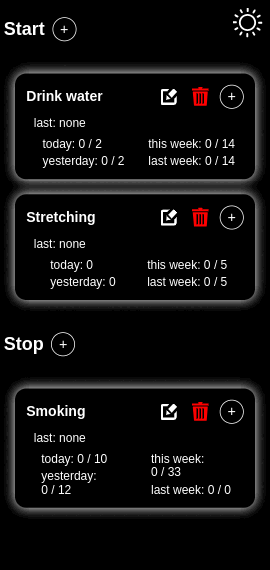 Start +
Drink water +
last: none
today: 0 / 2 this week: 0 / 14
yesterday: 0 / 2 last week: 0 / 14
Stretching +
last: none
today: 0 this week: 0 / 5
yesterday: 0 last week: 0 / 5
Stop +
Smoking +
last: none
today: 0 / 10
yesterday:
0 / 12
this week:
0 / 33
last week: 0 / 0